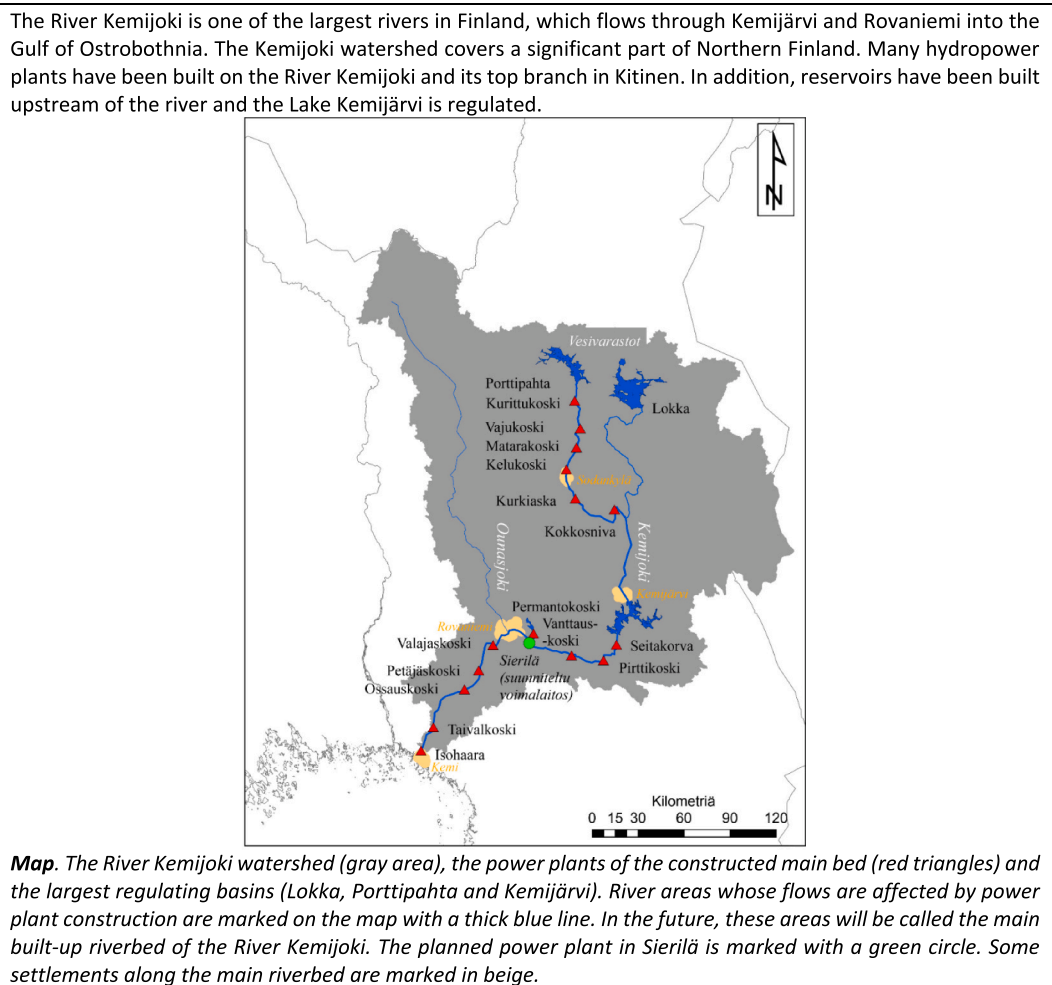 The River Kemijoki is one of the largest rivers in Finland, which flows through Kemijärvi and Rovaniemi into the
Gulf of Ostrobothnia. The Kemijoki watershed covers a significant part of Northern Finland. Many hydropower
plants have been built on the River Kemijoki and its top branch in Kitinen. In addition, reservoirs have been built
upstream of the river and the Lake Kemijärvi is regulated.
N
Vesivarastot
Porttipahta
Kurittukoski
Lokka
Vajukoski
Matarakoski
Kelukoski
Sodankylä
Kurkiaska
Kokkosniva
Ounasjoki
Kemijoki
Kemijärvi
Permantokoski
Rovaniemi
Vanttaus-
-koski
Valajaskoski
Seitakorva
Sierilä
(suunniteltu
voimalaitos)
Pirttikoski
Petäjäskoski
Ossauskoski
Taivalkoski
Isohaara
Kemi
Kilometriä
0 15 30 60 90 120
Map. The River Kemijoki watershed (gray area), the power plants of the constructed main bed (red triangles) and
the largest regulating basins (Lokka, Porttipahta and Kemijärvi). River areas whose flows are affected by power
plant construction are marked on the map with a thick blue line. In the future, these areas will be called the main
built-up riverbed of the River Kemijoki. The planned power plant in Sierilä is marked with a green circle. Some
settlements along the main riverbed are marked in beige.